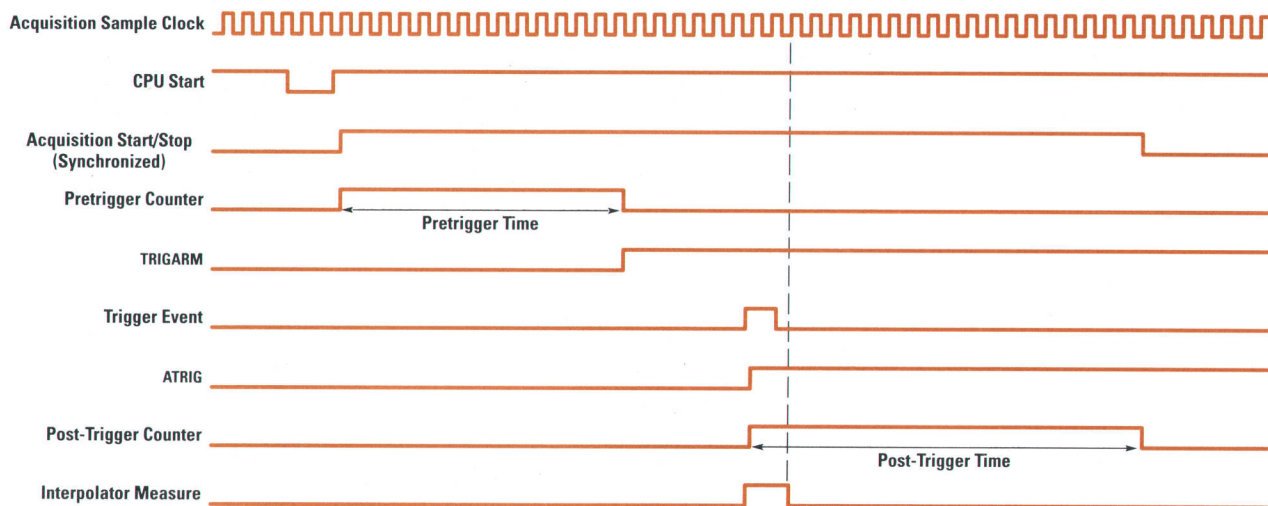 Acquisition Sample Clock
CPU Start
Acquisition Start/Stop
(Synchronized)
Pretrigger Counter
Pretrigger Time
TRIGARM
Trigger Event
ATRIG
Post-Trigger Counter
Post-Trigger Time
Interpolator Measure